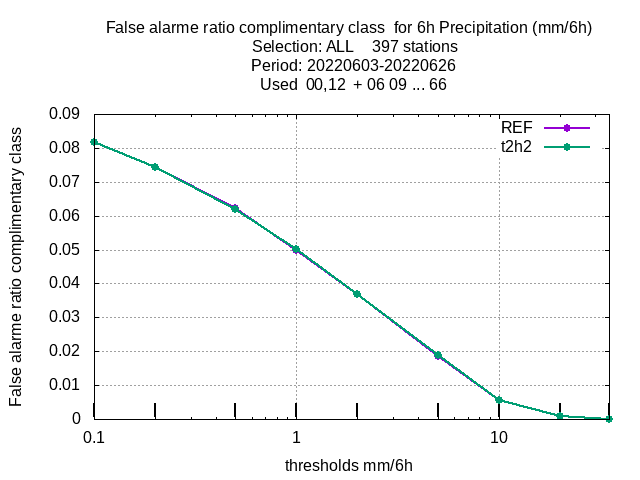 False alarme ratio complimentary class for 6h Precipitation (mm/6h)
Selection: ALL 397 stations
Period: 20220603-20220626
Used 00,12 + 06 09 ... 66
REF
t2h2
False alarme ratio complimentary class
0.09
0.08
0.07
0.06
0.05
0.04
0.03
0.02
0.01
0
0.1
1
10
thresholds mm/6h